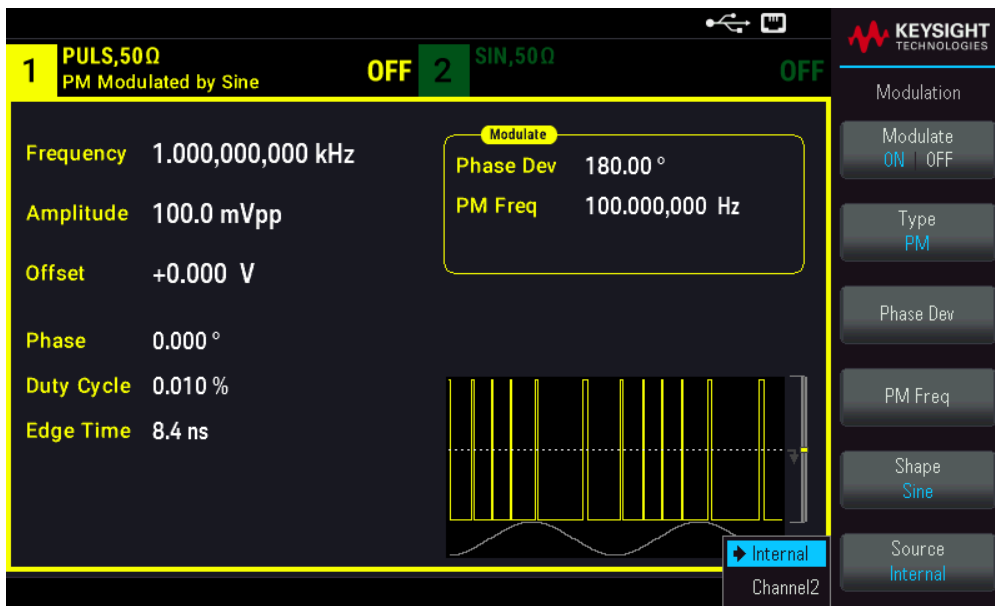 KEYSIGHT
TECHNOLOGIES
1
PULS,50Ω
PM Modulated by Sine
OFF
2
SIN,50Ω
OFF
Frequency 1.000,000,000 kHz
Amplitude 100.0 mVpp
Offset +0.000 V
Phase 0.000 °
Duty Cycle 0.010 %
Edge Time 8.4 ns
Modulate
Phase Dev 180.00 °
PM Freq 100.000,000 Hz
Internal
Channel2
Modulation
Modulate
ON | OFF
Type
PM
Phase Dev
PM Freq
Shape
Sine
Source
Internal